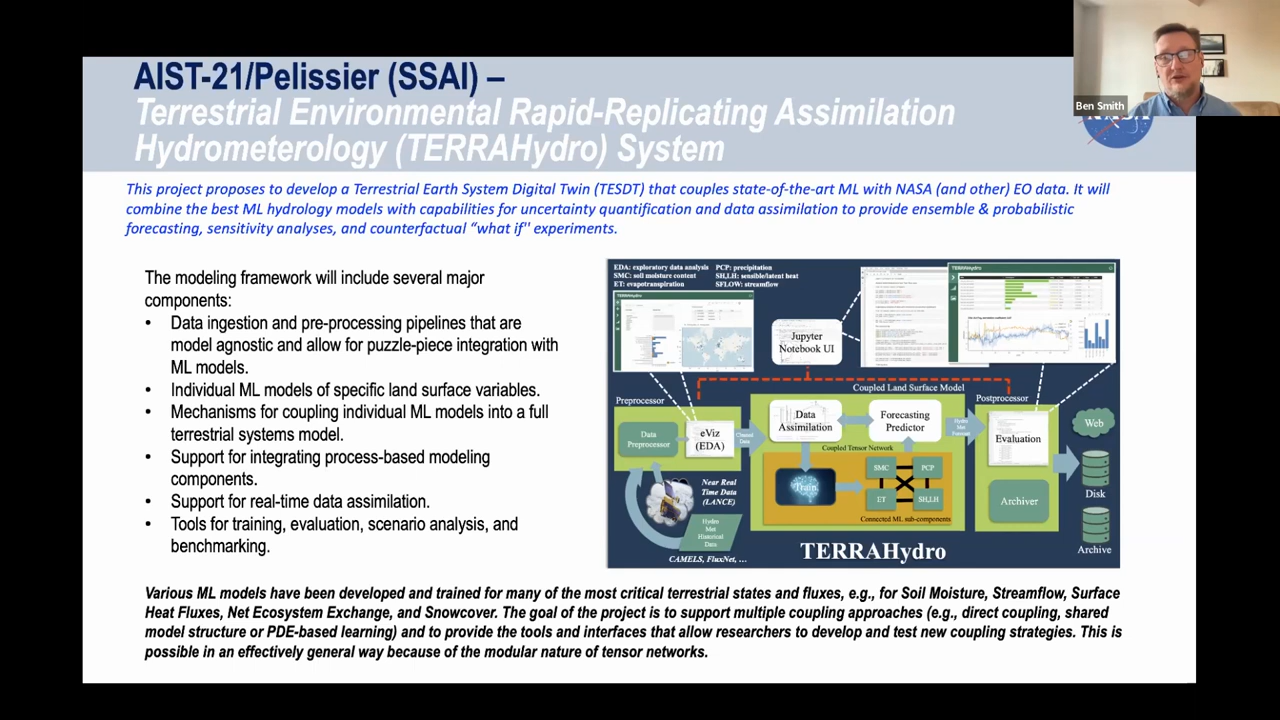 AIST-21/Pelissier (SSAI) –
Terrestrial Environmental Rapid-Replicating Assimilation
Hydrometerology (TERRAHydro) System
Ben Smith
NASA
This project proposes to develop a Terrestrial Earth System Digital Twin (TESDT) that couples state-of-the-art ML with NASA (and other) EO data. It will
combine the best ML hydrology models with capabilities for uncertainty quantification and data assimilation to provide ensemble & probabilistic
forecasting, sensitivity analyses, and counterfactual “what if'' experiments.
The modeling framework will include several major
components:
• Data ingestion and pre-processing pipelines that are
model agnostic and allow for puzzle-piece integration with
ML models.
• Individual ML models of specific land surface variables.
• Mechanisms for coupling individual ML models into a full
terrestrial systems model.
• Support for integrating process-based modeling
components.
• Support for real-time data assimilation.
• Tools for training, evaluation, scenario analysis, and
benchmarking.
EDA: exploratory data analysis PCP: precipitation
SMC: soil moisture content SH,LH: sensible/latent heat
ET: evapotranspiration SFLOW: streamflow
TERRAHydro
TERRAHydro
Jupyter
Notebook UI
Coupled Land Surface Model
Preprocessor
Postprocessor
Data
Preprocessor
eViz
(EDA)
Data
Assimilation
Forecasting
Predictor
Hydro
Met
Forecast
Evaluation
Web
Coupled Tensor Network
Train
SMC
PCP
ET
SH,LH
Connected ML sub-components
Near Real
Time Data
(LANCE)
Hydro
Met
Historical
Data
CAMELS, FluxNet, ...
Archiver
Disk
Archive
TERRAHydro
Various ML models have been developed and trained for many of the most critical terrestrial states and fluxes, e.g., for Soil Moisture, Streamflow, Surface
Heat Fluxes, Net Ecosystem Exchange, and Snowcover. The goal of the project is to support multiple coupling approaches (e.g., direct coupling, shared
model structure or PDE-based learning) and to provide the tools and interfaces that allow researchers to develop and test new coupling strategies. This is
possible in an effectively general way because of the modular nature of tensor networks.